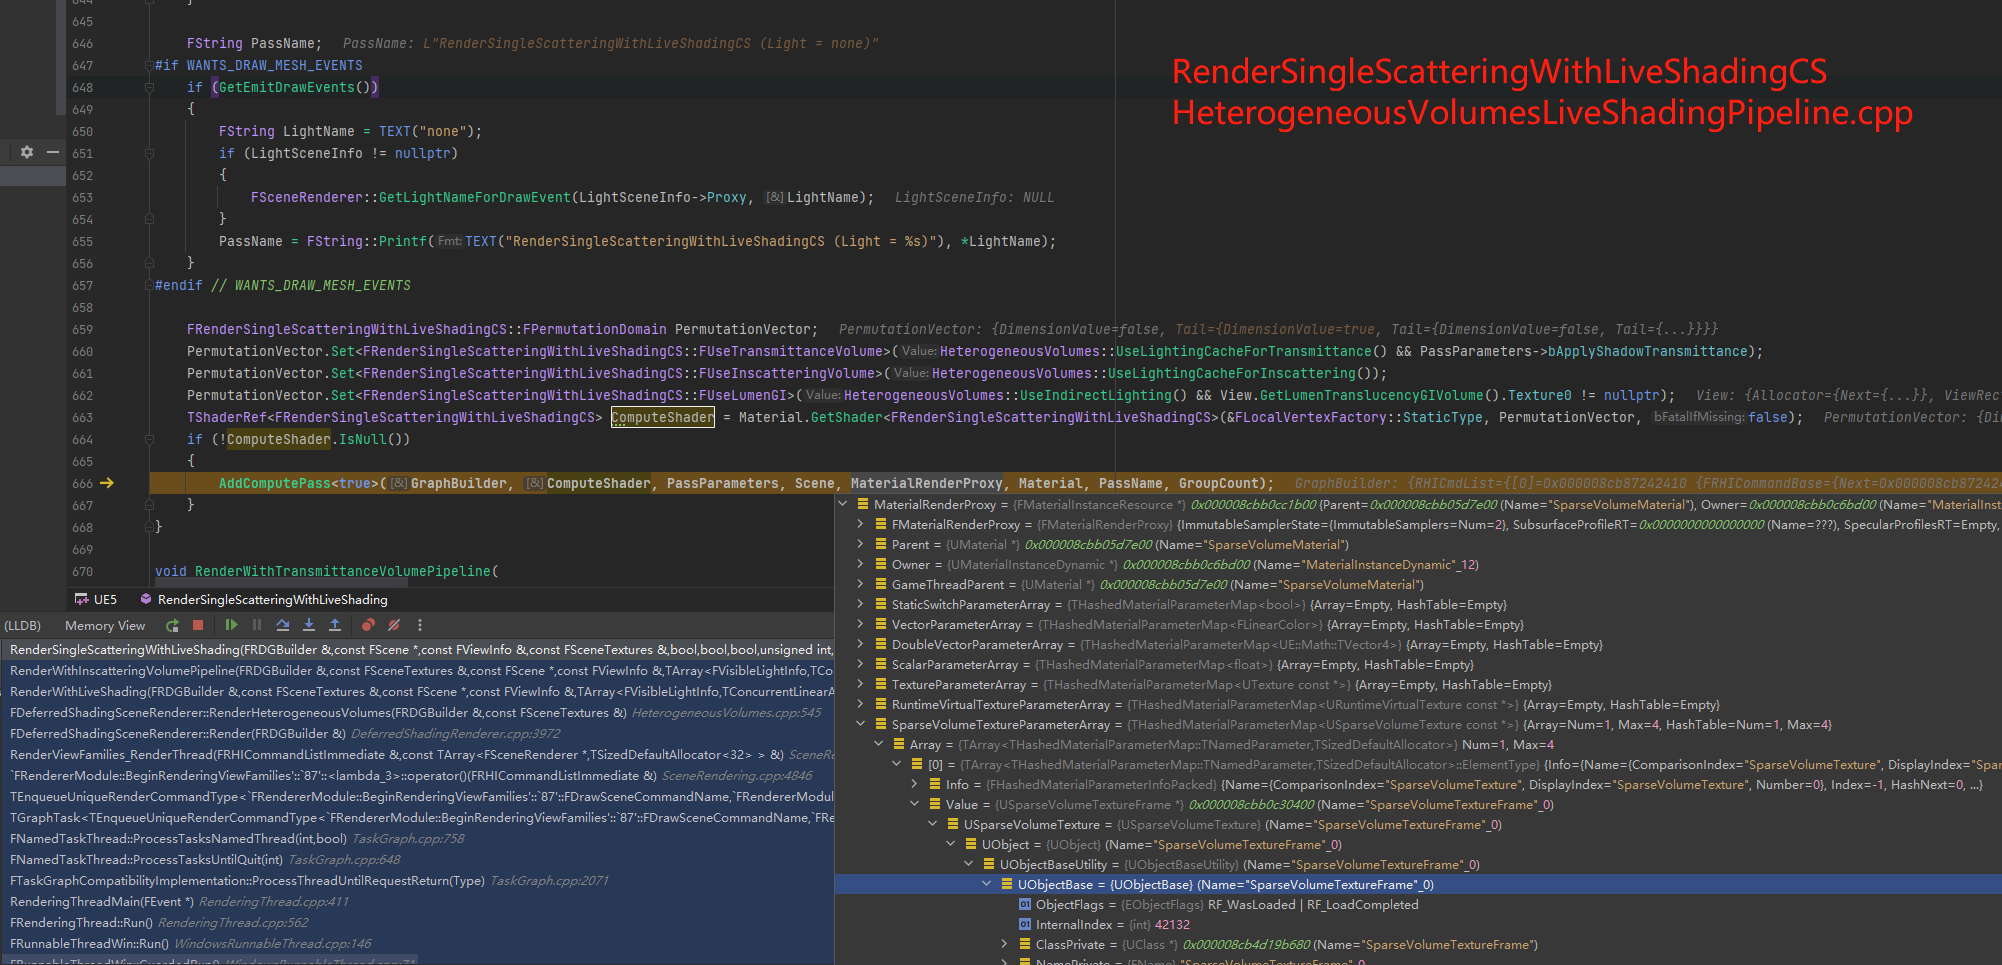 644 }
645
646 FString PassName; PassName: L"RenderSingleScatteringWithLiveShadingCS (Light = none)"
647 #if WANTS_DRAW_MESH_EVENTS
648 if (GetEmitDrawEvents())
649 {
650 FString LightName = TEXT("none");
651 if (LightSceneInfo != nullptr)
652 {
653 FSceneRenderer::GetLightNameForDrawEvent(LightSceneInfo->Proxy, [&]LightName); LightSceneInfo: NULL
654 }
655 PassName = FString::Printf(Fmt:TEXT("RenderSingleScatteringWithLiveShadingCS (Light = %s)"), *LightName);
656 }
657 #endif // WANTS_DRAW_MESH_EVENTS
658
659 FRenderSingleScatteringWithLiveShadingCS::FPermutationDomain PermutationVector; PermutationVector: {DimensionValue=false, Tail={DimensionValue=true, Tail={DimensionValue=false, Tail={...}}}}
660 PermutationVector.Set<FRenderSingleScatteringWithLiveShadingCS::FUseTransmittanceVolume>(Value:HeterogeneousVolumes::UseLightingCacheForTransmittance() && PassParameters->bApplyShadowTransmittance);
661 PermutationVector.Set<FRenderSingleScatteringWithLiveShadingCS::FUseInscatteringVolume>(Value:HeterogeneousVolumes::UseLightingCacheForInscattering());
662 PermutationVector.Set<FRenderSingleScatteringWithLiveShadingCS::FUseLumenGI>(Value:HeterogeneousVolumes::UseIndirectLighting() && View.GetLumenTranslucencyGIVolume().Texture0 != nullptr); View: {Allocator={Next={...}}, ViewRec
663 TShaderRef<FRenderSingleScatteringWithLiveShadingCS> ComputeShader = Material.GetShader<FRenderSingleScatteringWithLiveShadingCS>(&FLocalVertexFactory::StaticType, PermutationVector, bFatalIfMissing:false); PermutationVector: {Di
664 if (!ComputeShader.IsNull())
665 {
666 AddComputePass<true>([&]GraphBuilder, [&]ComputeShader, PassParameters, Scene, MaterialRenderProxy, Material, PassName, GroupCount); GraphBuilder: {RHICmdList={[0]=0x000008cb87242410 {FRHICommandBase={Next=0x000008cb872424
667 }
668 }
669
670 void RenderWithTransmittanceVolumePipeline(
RenderSingleScatteringWithLiveShadingCS
HeterogeneousVolumesLiveShadingPipeline.cpp
UE5 RenderSingleScatteringWithLiveShading
(LLDB) Memory View
RenderSingleScatteringWithLiveShading(FRDGBuilder &,const FScene *,const FViewInfo &,const FSceneTextures &,bool,bool,bool,unsigned int,
RenderWithInscatteringVolumePipeline(FRDGBuilder &,const FSceneTextures &,const FScene *,const FViewInfo &,TArray<FVisibleLightInfo,TCo
RenderWithLiveShading(FRDGBuilder &,const FSceneTextures &,const FScene *,const FViewInfo &,TArray<FVisibleLightInfo,TConcurrentLinearA
FDeferredShadingSceneRenderer::RenderHeterogeneousVolumes(FRDGBuilder &,const FSceneTextures &) HeterogeneousVolumes.cpp:545
FDeferredShadingSceneRenderer::Render(FRDGBuilder &) DeferredShadingRenderer.cpp:3972
RenderViewFamilies_RenderThread(FRHICommandListImmediate &,const TArray<FSceneRenderer *,TSizedDefaultAllocator<32> > &) SceneRe
`FRendererModule::BeginRenderingViewFamilies'::`87'::<lambda_3>::operator()(FRHICommandListImmediate &) SceneRendering.cpp:4846
TEnqueueUniqueRenderCommandType<`FRendererModule::BeginRenderingViewFamilies'::`87'::FDrawSceneCommandName,`FRendererModu
TGraphTask<TEnqueueUniqueRenderCommandType<`FRendererModule::BeginRenderingViewFamilies'::`87'::FDrawSceneCommandName,`FRe
FNamedTaskThread::ProcessTasksNamedThread(int,bool) TaskGraph.cpp:758
FNamedTaskThread::ProcessTasksUntilQuit(int) TaskGraph.cpp:648
FTaskGraphCompatibilityImplementation::ProcessThreadUntilRequestReturn(Type) TaskGraph.cpp:2071
RenderingThreadMain(FEvent *) RenderingThread.cpp:411
FRenderingThread::Run() RenderingThread.cpp:562
FRunnableThreadWin::Run() WindowsRunnableThread.cpp:146
FRunnableThreadWin::GuardedRun() WindowsRunnableThread.cpp:71
MaterialRenderProxy = {FMaterialInstanceResource *} 0x000008cbb0cc1b00 {Parent=0x000008cbb05d7e00 (Name="SparseVolumeMaterial"), Owner=0x000008cbb0c6bd00 (Name="MaterialInst
FMaterialRenderProxy = {FMaterialRenderProxy} {ImmutableSamplerState={ImmutableSamplers=Num=2}, SubsurfaceProfileRT=0x0000000000000000 (Name=???), SpecularProfilesRT=Empty,
Parent = {UMaterial *} 0x000008cbb05d7e00 (Name="SparseVolumeMaterial")
Owner = {UMaterialInstanceDynamic *} 0x000008cbb0c6bd00 (Name="MaterialInstanceDynamic"_12)
GameThreadParent = {UMaterial *} 0x000008cbb05d7e00 (Name="SparseVolumeMaterial")
StaticSwitchParameterArray = {THashedMaterialParameterMap<bool>} {Array=Empty, HashTable=Empty}
VectorParameterArray = {THashedMaterialParameterMap<FLinearColor>} {Array=Empty, HashTable=Empty}
DoubleVectorParameterArray = {THashedMaterialParameterMap<UE::Math::TVector4>} {Array=Empty, HashTable=Empty}
ScalarParameterArray = {THashedMaterialParameterMap<float>} {Array=Empty, HashTable=Empty}
TextureParameterArray = {THashedMaterialParameterMap<UTexture const *>} {Array=Empty, HashTable=Empty}
RuntimeVirtualTextureParameterArray = {THashedMaterialParameterMap<URuntimeVirtualTexture const *>} {Array=Empty, HashTable=Empty}
SparseVolumeTextureParameterArray = {THashedMaterialParameterMap<USparseVolumeTexture const *>} {Array=Num=1, Max=4, HashTable=Num=1, Max=4}
Array = {TArray<THashedMaterialParameterMap::TNamedParameter,TSizedDefaultAllocator>} Num=1, Max=4
[0] = {TArray<THashedMaterialParameterMap::TNamedParameter,TSizedDefaultAllocator>::ElementType} {Info={Name={ComparisonIndex="SparseVolumeTexture", DisplayIndex="Spar
Info = {FHashedMaterialParameterInfoPacked} {Name={ComparisonIndex="SparseVolumeTexture", DisplayIndex="SparseVolumeTexture", Number=0}, Index=-1, HashNext=0, ...}
Value = {USparseVolumeTextureFrame *} 0x000008cbb0c30400 (Name="SparseVolumeTextureFrame"_0)
USparseVolumeTexture = {USparseVolumeTexture} (Name="SparseVolumeTextureFrame"_0)
UObject = {UObject} (Name="SparseVolumeTextureFrame"_0)
UObjectBaseUtility = {UObjectBaseUtility} (Name="SparseVolumeTextureFrame"_0)
UObjectBase = {UObjectBase} (Name="SparseVolumeTextureFrame"_0)
ObjectFlags = {EObjectFlags} RF_WasLoaded | RF_LoadCompleted
InternalIndex = {int} 42132
ClassPrivate = {UClass *} 0x000008cb4d19b680 (Name="SparseVolumeTextureFrame")
NamePrivate = {FName} "SparseVolumeTextureFrame"_0